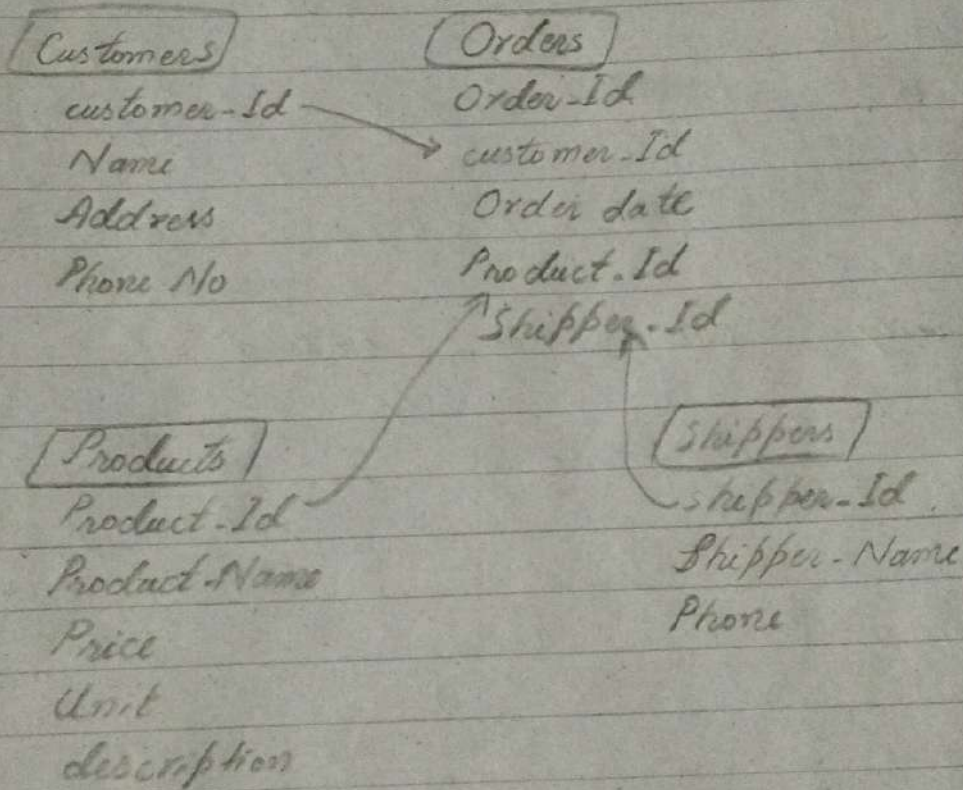 Customers
customer-Id
Name
Address
Phone No
Orders
Order-Id
customer-Id
Order date
Product-Id
Shipper-Id
Products
Product-Id
Product-Name
Price
Unit
description
Shippers
shipper-Id
Shipper-Name
Phone